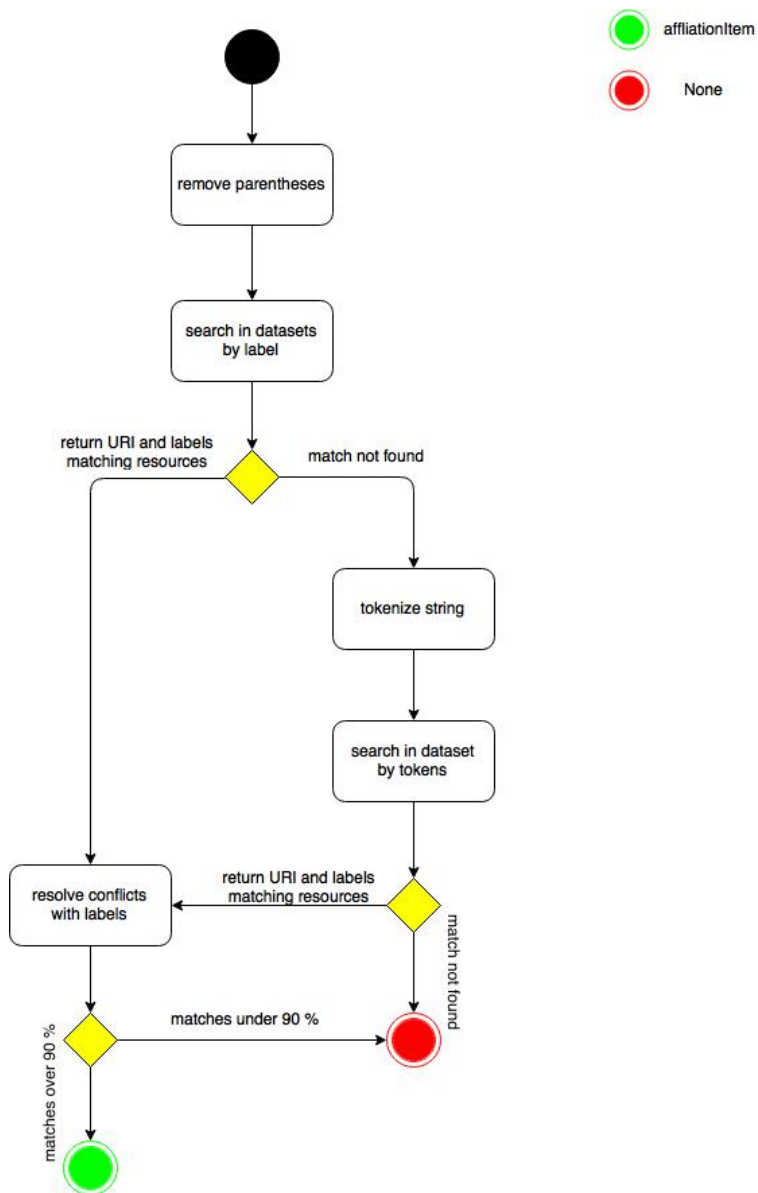 affliationItem
None
remove parentheses
search in datasets
by label
return URI and labels
matching resources
match not found
tokenize string
search in dataset
by tokens
return URI and labels
matching resources
resolve conflicts
with labels
match not found
matches under 90 %
matches over 90 %